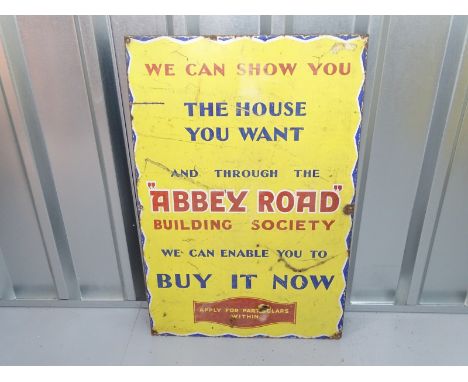 WE CAN SHOW YOU
THE HOUSE
YOU WANT
AND THROUGH THE
"ABBEY ROAD"
BUILDING SOCIETY
WE CAN ENABLE YOU TO
BUY IT NOW
APPLY FOR PARTICULARS
WITHIN